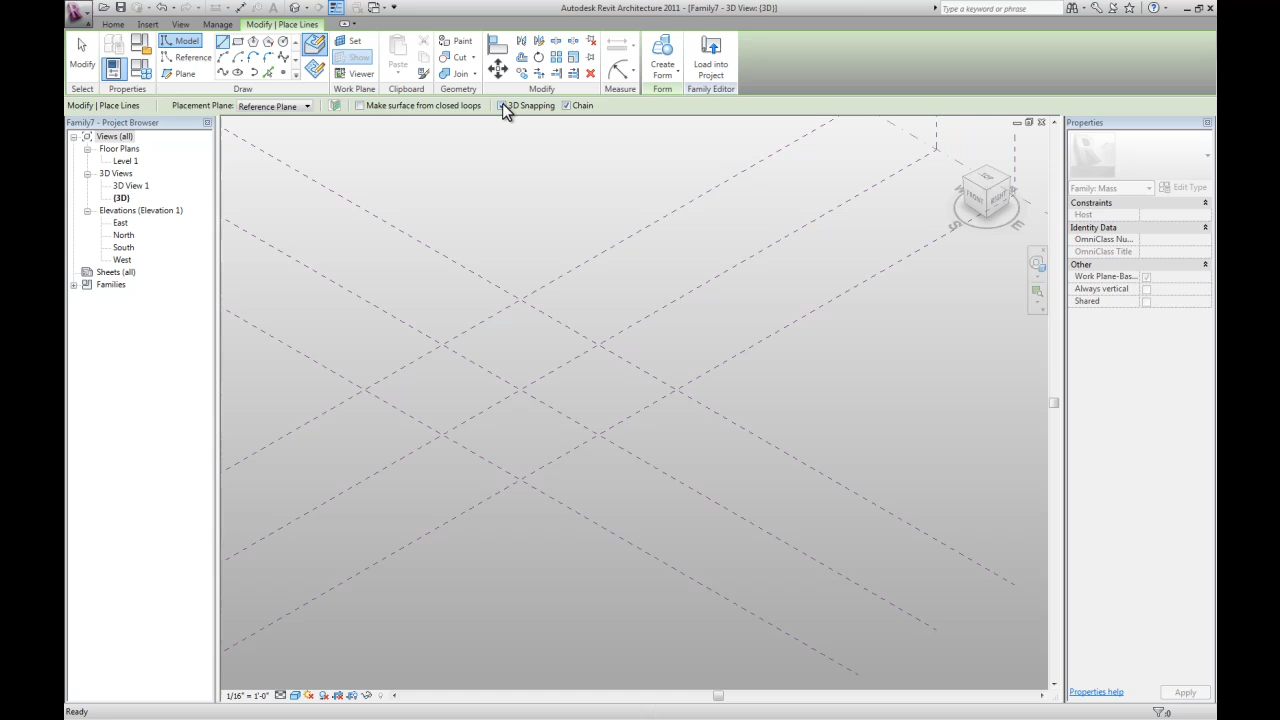 Autodesk Revit Architecture 2011 - [Family7 - 3D View: {3D}]
Type a keyword or phrase
Home Insert View Manage Modify | Place Lines
Modify
Model
Reference
Plane
Set
Show
Viewer
Paste
Paint
Cut
Join
Create Form
Load into Project
Select Properties Draw Work Plane Clipboard Geometry Modify Measure Form Family Editor
Modify | Place Lines Placement Plane: Reference Plane Make surface from closed loops 3D Snapping Chain
Family7 - Project Browser
Views (all)
Floor Plans
Level 1
3D Views
3D View 1
{3D}
Elevations (Elevation 1)
East
North
South
West
Sheets (all)
Families
TOP
FRONT
RIGHT
S
E
Properties
Family: Mass Edit Type
Constraints
Host
Identity Data
OmniClass Nu...
OmniClass Title
Other
Work Plane-Bas...
Always vertical
Shared
Properties help Apply
1/16" = 1'-0"
Ready :0